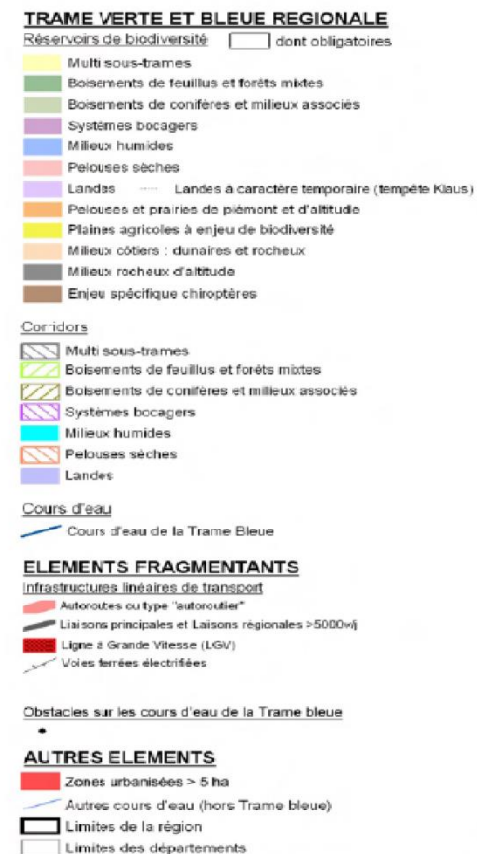 TRAME VERTE ET BLEUE REGIONALE
Réservoirs de biodiversité dont obligatoires
Multi sous-trames
Boisements de feuillus et forêts mixtes
Boisements de conifères et milieux associés
Systèmes bocagers
Milieux humides
Pelouses sèches
Landes Landes à caractère temporaire (tempête Klaus)
Pelouses et prairies de piémont et d'altitude
Plaines agricoles à enjeu de biodiversité
Milieux côtiers : dunaires et rocheux
Milieux rocheux d'altitude
Enjeu spécifique chiroptères
Corridors
Multi sous-trames
Boisements de feuillus et forêts mixtes
Boisements de conifères et milieux associés
Systèmes bocagers
Milieux humides
Pelouses sèches
Landes
Cours d'eau
Cours d'eau de la Trame Bleue
ELEMENTS FRAGMENTANTS
Infrastructures linéaires de transport
Autoroutes ou type "autoroutier"
Liaisons principales et Liaisons régionales >5000v/j
Ligne à Grande Vitesse (LGV)
Voies ferrées électrifiées
Obstacles sur les cours d'eau de la Trame bleue
AUTRES ELEMENTS
Zones urbanisées > 5 ha
Autres cours d'eau (hors Trame bleue)
Limites de la région
Limites des départements